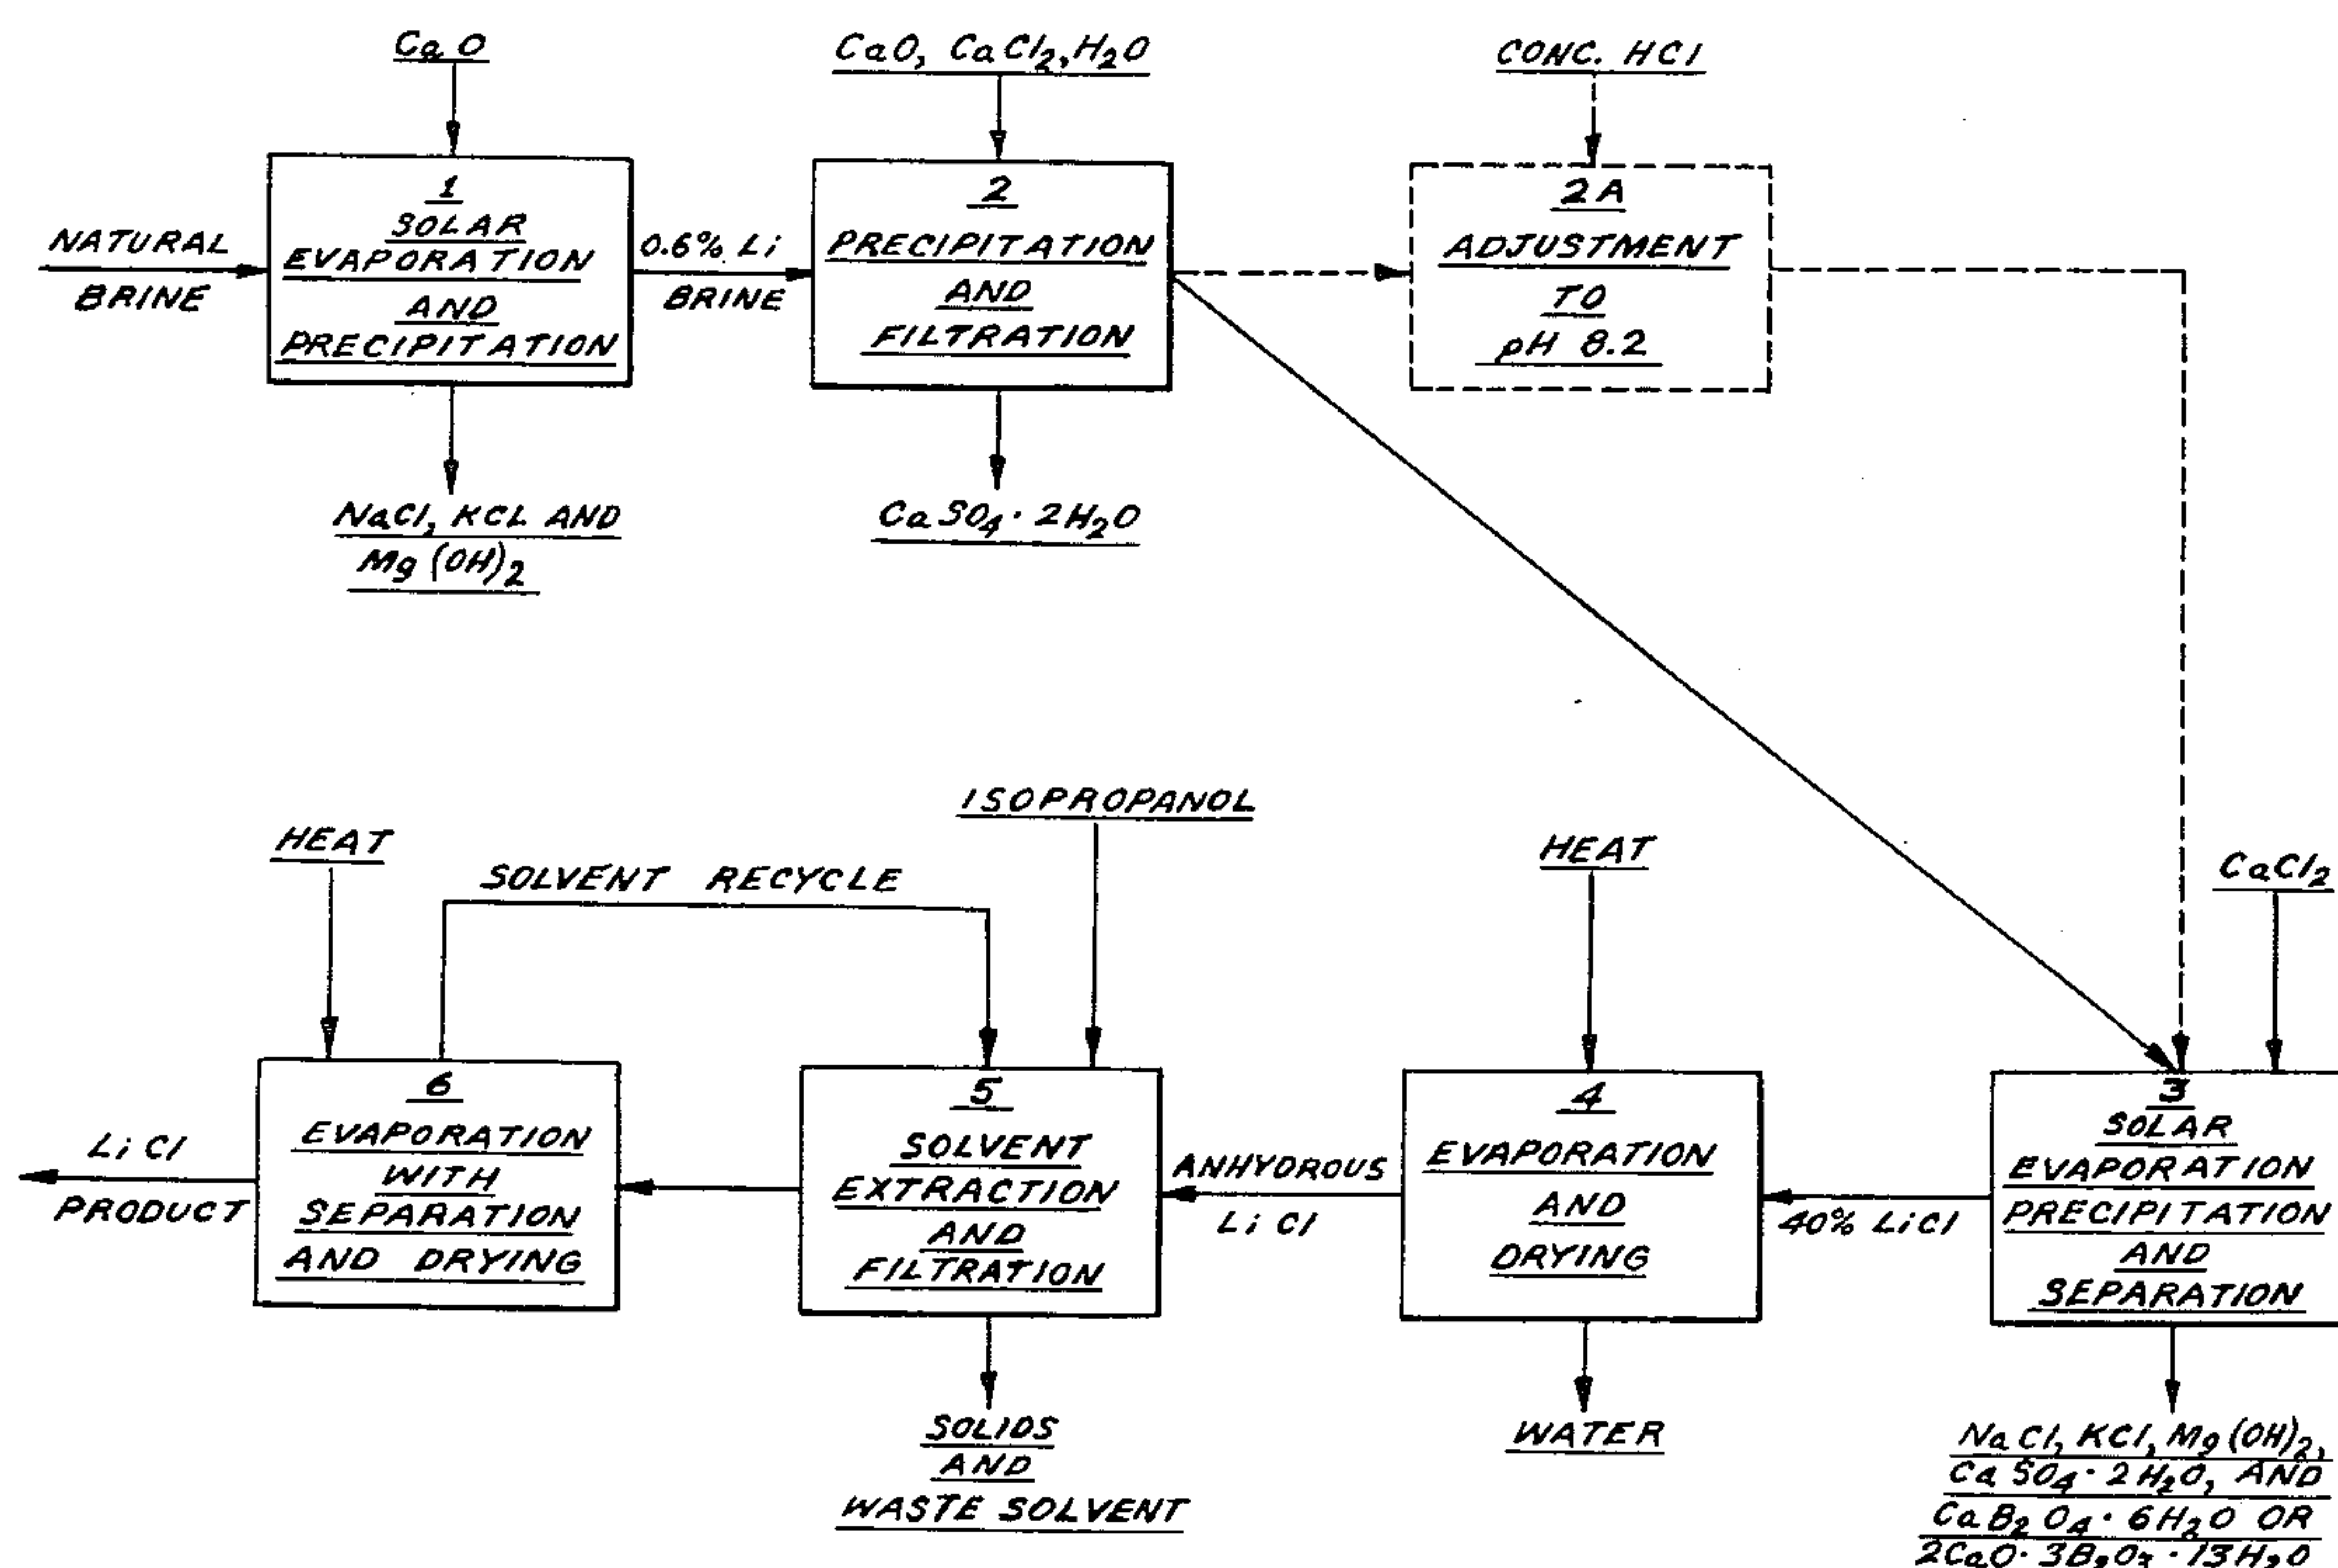 CaO
CaO, CaCl2, H2O
CONC. HCl
NATURAL
BRINE
1
SOLAR
EVAPORATION
AND
PRECIPITATION
0.6% Li
BRINE
2
PRECIPITATION
AND
FILTRATION
2A
ADJUSTMENT
TO
pH 8.2
NaCl, KCL AND
Mg (OH)2
CaSO4 · 2H2O
HEAT
SOLVENT RECYCLE
ISOPROPANOL
HEAT
CaCl2
LiCl
PRODUCT
6
EVAPORATION
WITH
SEPARATION
AND DRYING
5
SOLVENT
EXTRACTION
AND
FILTRATION
ANHYDROUS
LiCl
4
EVAPORATION
AND
DRYING
40% LiCl
3
SOLAR
EVAPORATION
PRECIPITATION
AND
SEPARATION
SOLIDS
AND
WASTE SOLVENT
WATER
NaCl, KCl, Mg (OH)2,
CaSO4 · 2H2O, AND
CaB2O4 · 6H2O OR
2CaO · 3B2O3 · 13H2O